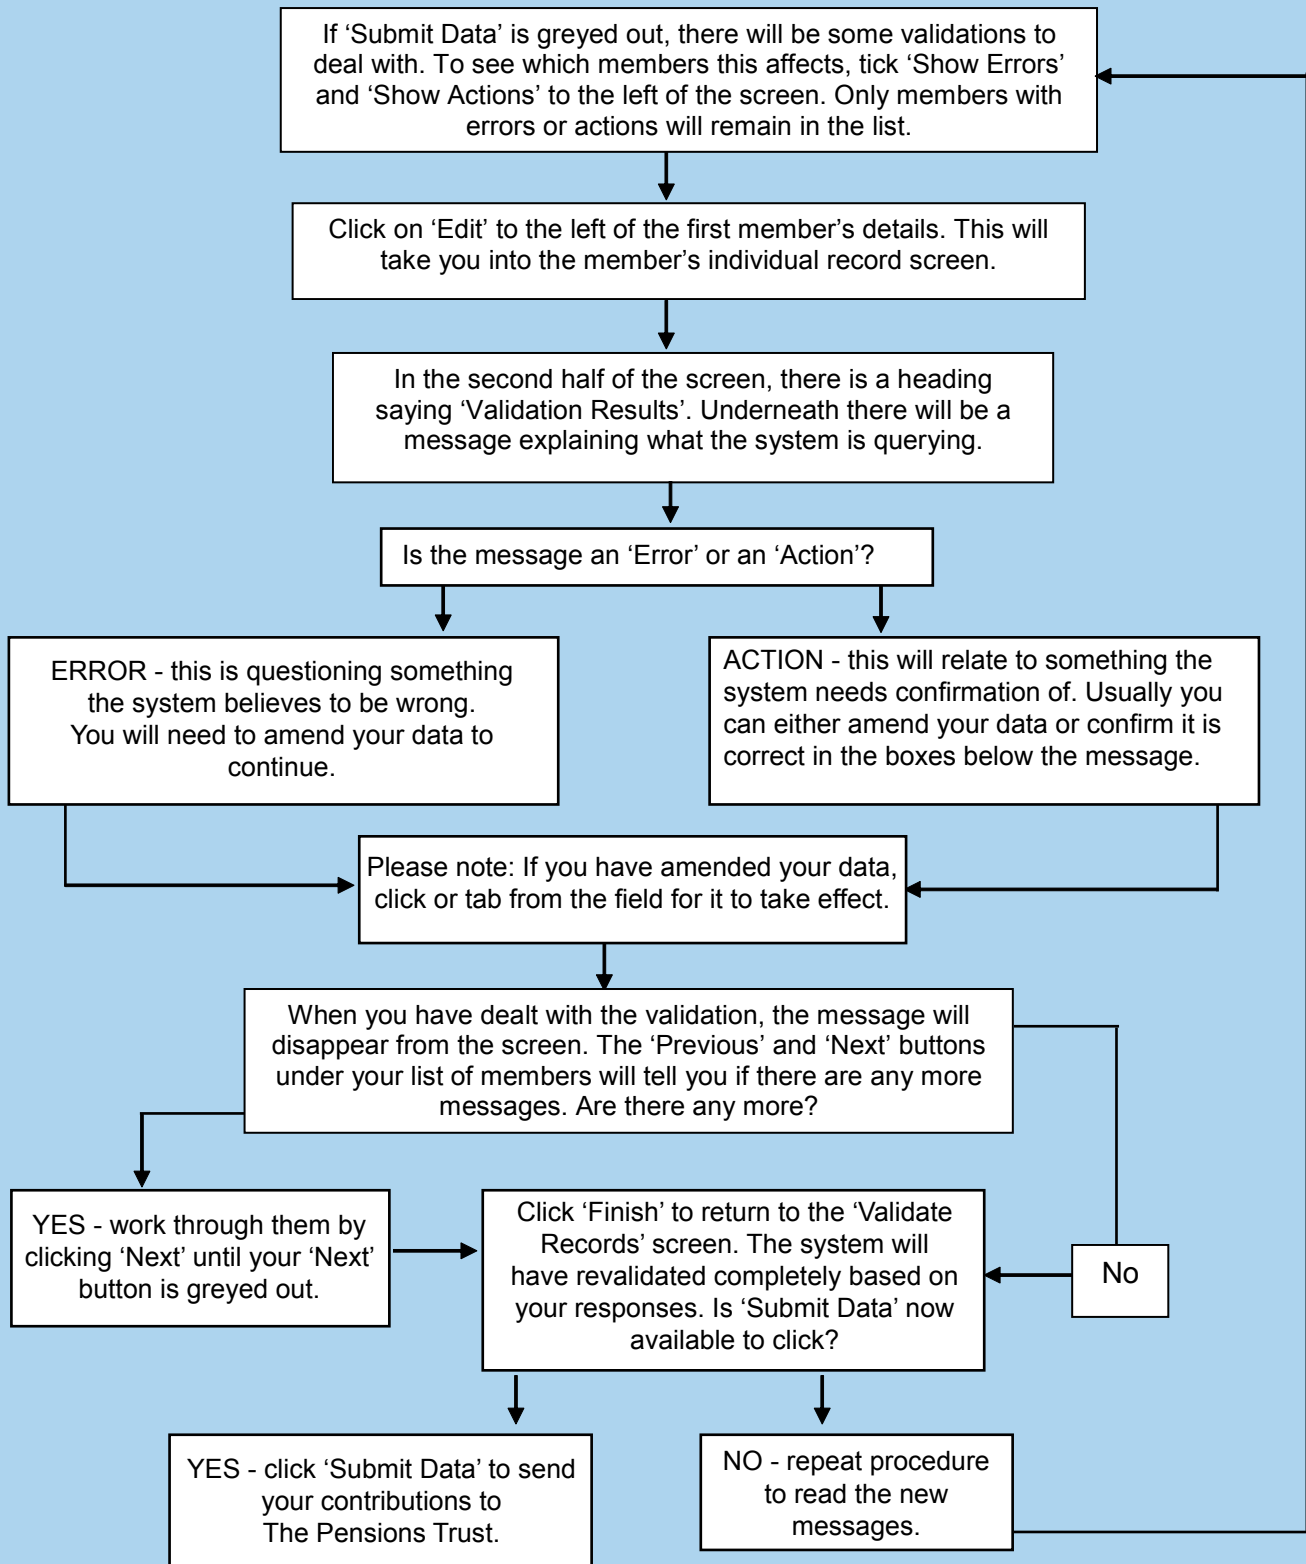 If ‘Submit Data’ is greyed out, there will be some validations to
deal with. To see which members this affects, tick ‘Show Errors’
and ‘Show Actions’ to the left of the screen. Only members with
errors or actions will remain in the list.
Click on ‘Edit’ to the left of the first member’s details. This will
take you into the member’s individual record screen.
In the second half of the screen, there is a heading
saying ‘Validation Results’. Underneath there will be a
message explaining what the system is querying.
Is the message an ‘Error’ or an ‘Action’?
ERROR - this is questioning something
the system believes to be wrong.
You will need to amend your data to
continue.
ACTION - this will relate to something the
system needs confirmation of. Usually you
can either amend your data or confirm it is
correct in the boxes below the message.
Please note: If you have amended your data,
click or tab from the field for it to take effect.
When you have dealt with the validation, the message will
disappear from the screen. The ‘Previous’ and ‘Next’ buttons
under your list of members will tell you if there are any more
messages. Are there any more?
YES - work through them by
clicking ‘Next’ until your ‘Next’
button is greyed out.
Click ‘Finish’ to return to the ‘Validate
Records’ screen. The system will
have revalidated completely based on
your responses. Is ‘Submit Data’ now
available to click?
No
YES - click ‘Submit Data’ to send
your contributions to
The Pensions Trust.
NO - repeat procedure
to read the new
messages.